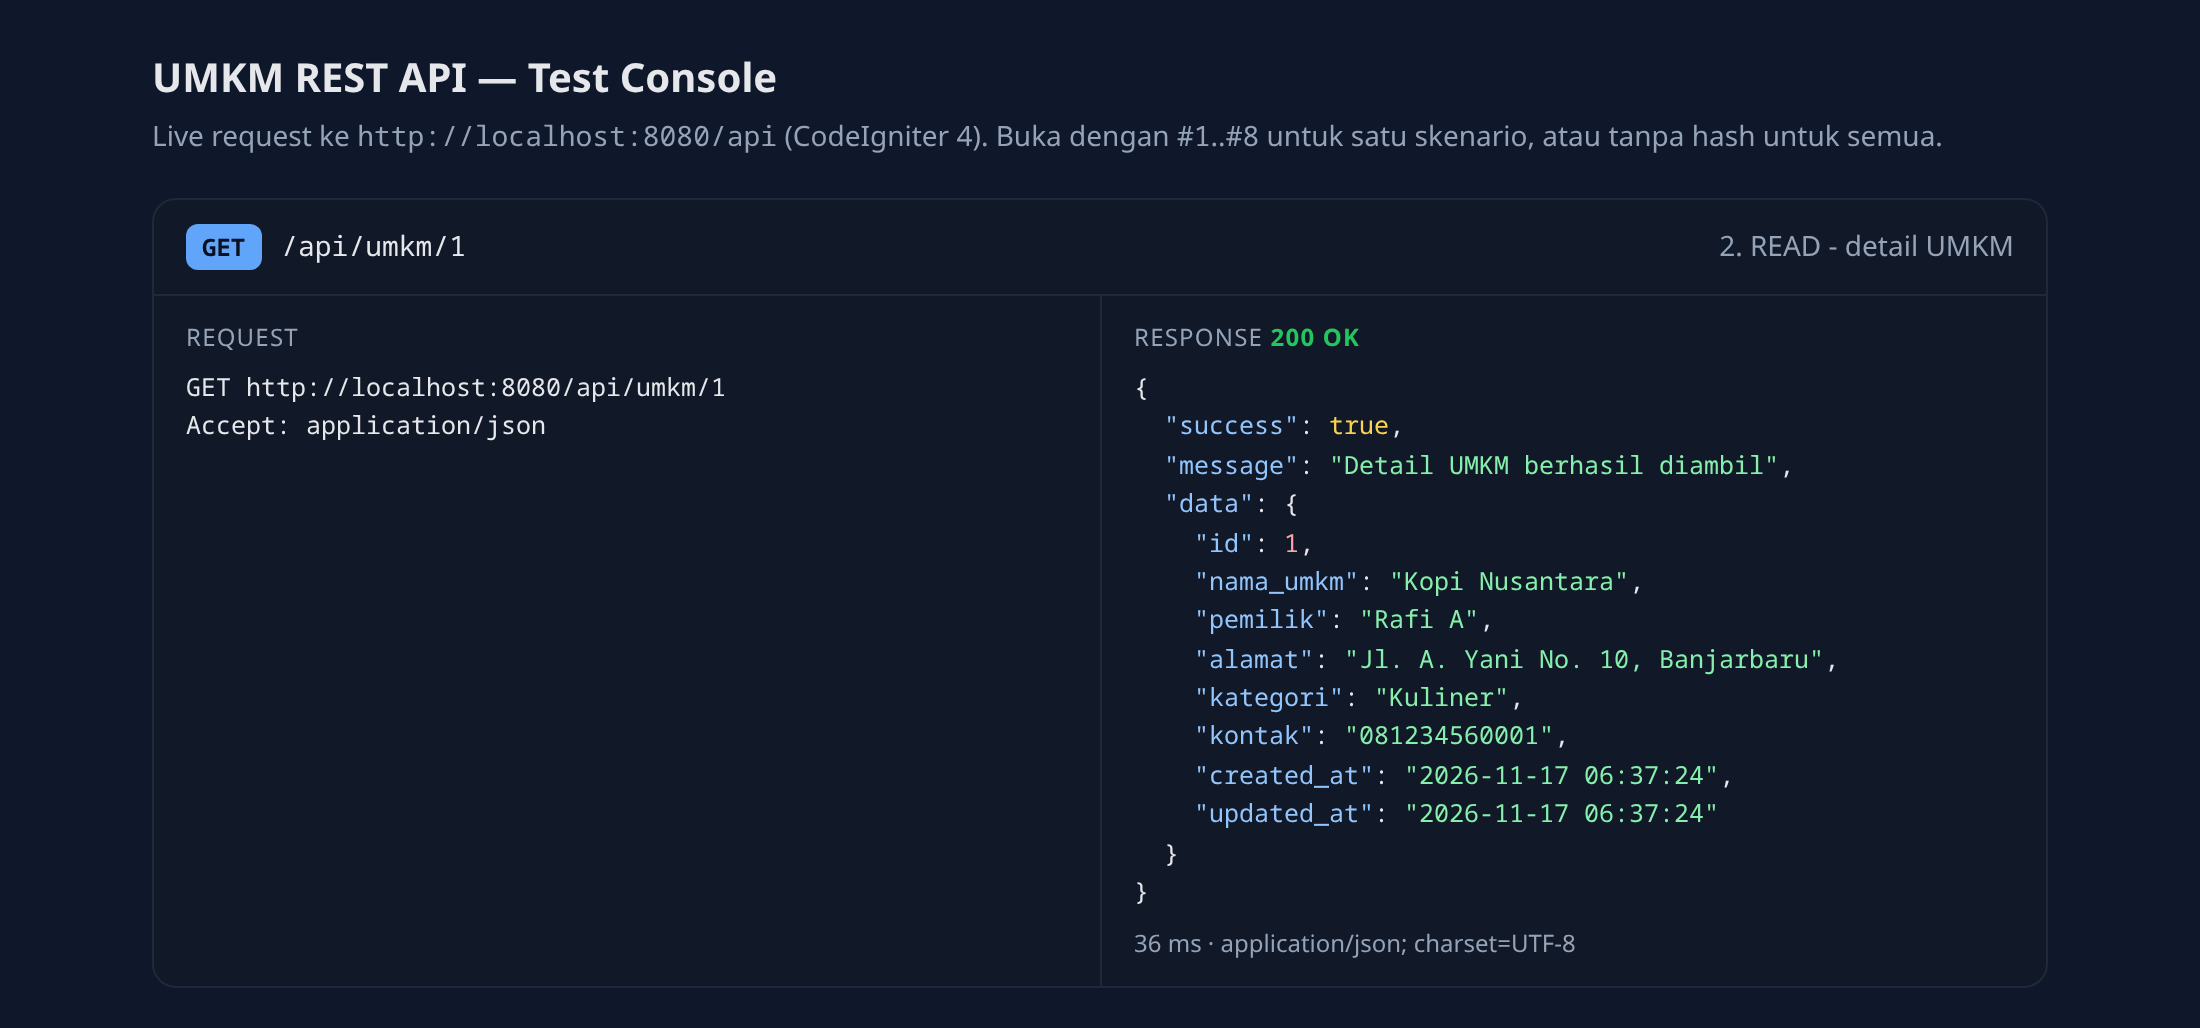 UMKM REST API — Test Console
Live request ke http://localhost:8080/api (CodeIgniter 4). Buka dengan #1..#8 untuk satu skenario, atau tanpa hash untuk semua.
GET /api/umkm/1
2. READ - detail UMKM
REQUEST
GET http://localhost:8080/api/umkm/1
Accept: application/json
RESPONSE 200 OK
{
  "success": true,
  "message": "Detail UMKM berhasil diambil",
  "data": {
    "id": 1,
    "nama_umkm": "Kopi Nusantara",
    "pemilik": "Rafi A",
    "alamat": "Jl. A. Yani No. 10, Banjarbaru",
    "kategori": "Kuliner",
    "kontak": "081234560001",
    "created_at": "2026-11-17 06:37:24",
    "updated_at": "2026-11-17 06:37:24"
  }
}
36 ms · application/json; charset=UTF-8